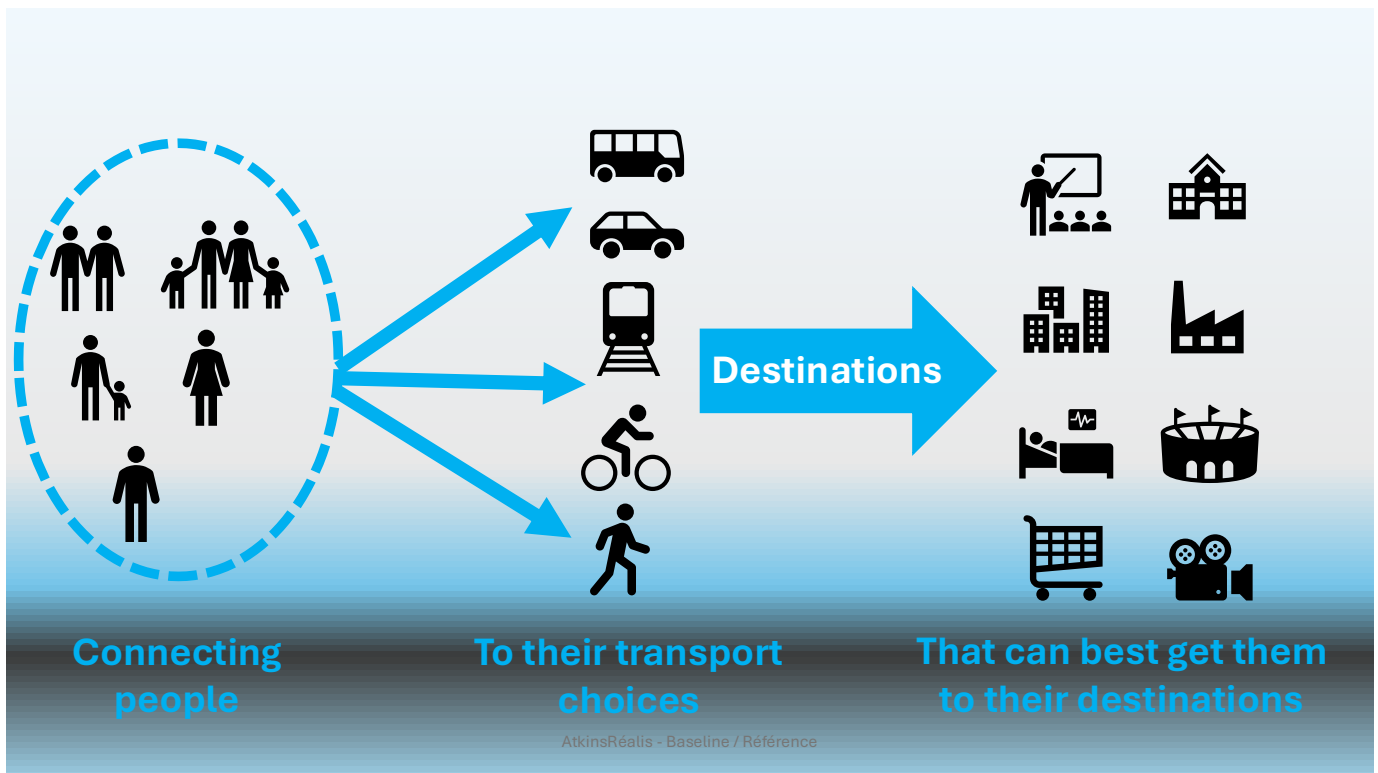 Destinations
Connecting
people
To their transport
choices
That can best get them
to their destinations
AtkinsRéalis - Baseline / Référence